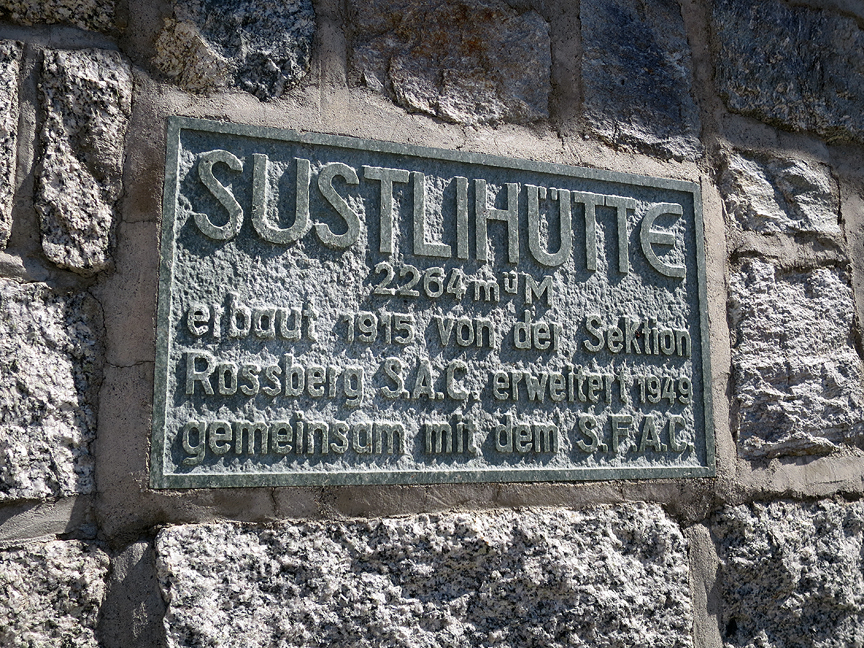 SUSTLIHÜTTE
2264 m ü M
erbaut 1915 von der Sektion
Rossberg S.A.C. erweitert 1949
gemeinsam mit dem S.F.A.C.